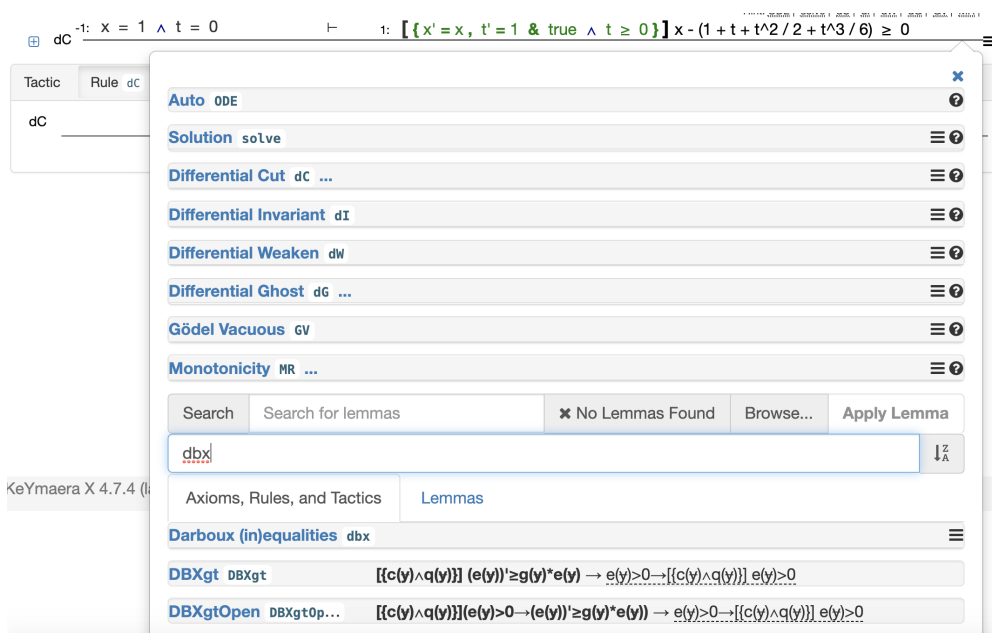 -1: x = 1 ∧ t = 0 ⊢ 1: [{x' = x, t' = 1 & true ∧ t ≥ 0}] x - (1 + t + t^2 / 2 + t^3 / 6) ≥ 0
dC
Tactic Rule dC
dC
Auto ODE
Solution solve
Differential Cut dC ...
Differential Invariant dI
Differential Weaken dW
Differential Ghost dG ...
Gödel Vacuous GV
Monotonicity MR ...
Search Search for lemmas ✖ No Lemmas Found Browse... Apply Lemma
dbx
Axioms, Rules, and Tactics Lemmas
KeYmaera X 4.7.4
Darboux (in)equalities dbx
DBXgt DBXgt [{c(y)∧q(y)}] (e(y))'≥g(y)*e(y) → e(y)>0→[{c(y)∧q(y)}] e(y)>0
DBXgtOpen DBXgtOp... [{c(y)∧q(y)}](e(y)>0→(e(y))'≥g(y)*e(y)) → e(y)>0→[{c(y)∧q(y)}] e(y)>0